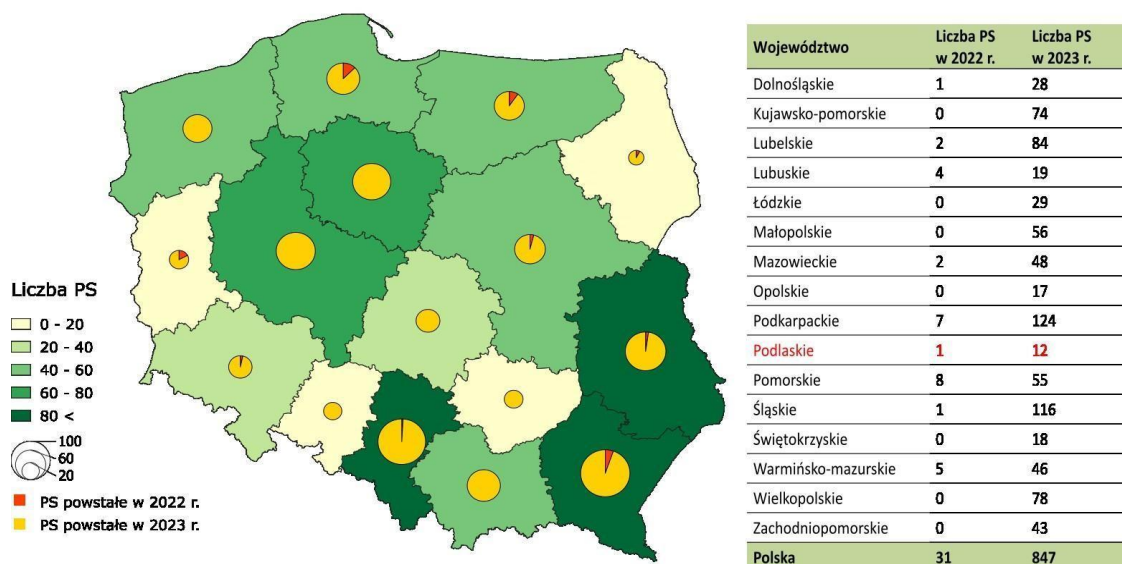 Liczba PS
0 - 20
20 - 40
40 - 60
60 - 80
80 <
100
60
20
PS powstałe w 2022 r.
PS powstałe w 2023 r.
Województwo Liczba PS w 2022 r. Liczba PS w 2023 r.
Dolnośląskie 1 28
Kujawsko-pomorskie 0 74
Lubelskie 2 84
Lubuskie 4 19
Łódzkie 0 29
Małopolskie 0 56
Mazowieckie 2 48
Opolskie 0 17
Podkarpackie 7 124
Podlaskie 1 12
Pomorskie 8 55
Śląskie 1 116
Świętokrzyskie 0 18
Warmińsko-mazurskie 5 46
Wielkopolskie 0 78
Zachodniopomorskie 0 43
Polska 31 847